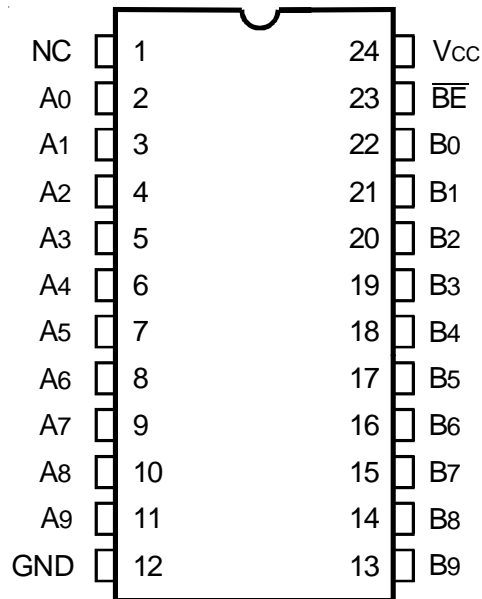 NC 1 24 VCC
A0 2 23 B̅E̅
A1 3 22 B0
A2 4 21 B1
A3 5 20 B2
A4 6 19 B3
A5 7 18 B4
A6 8 17 B5
A7 9 16 B6
A8 10 15 B7
A9 11 14 B8
GND 12 13 B9